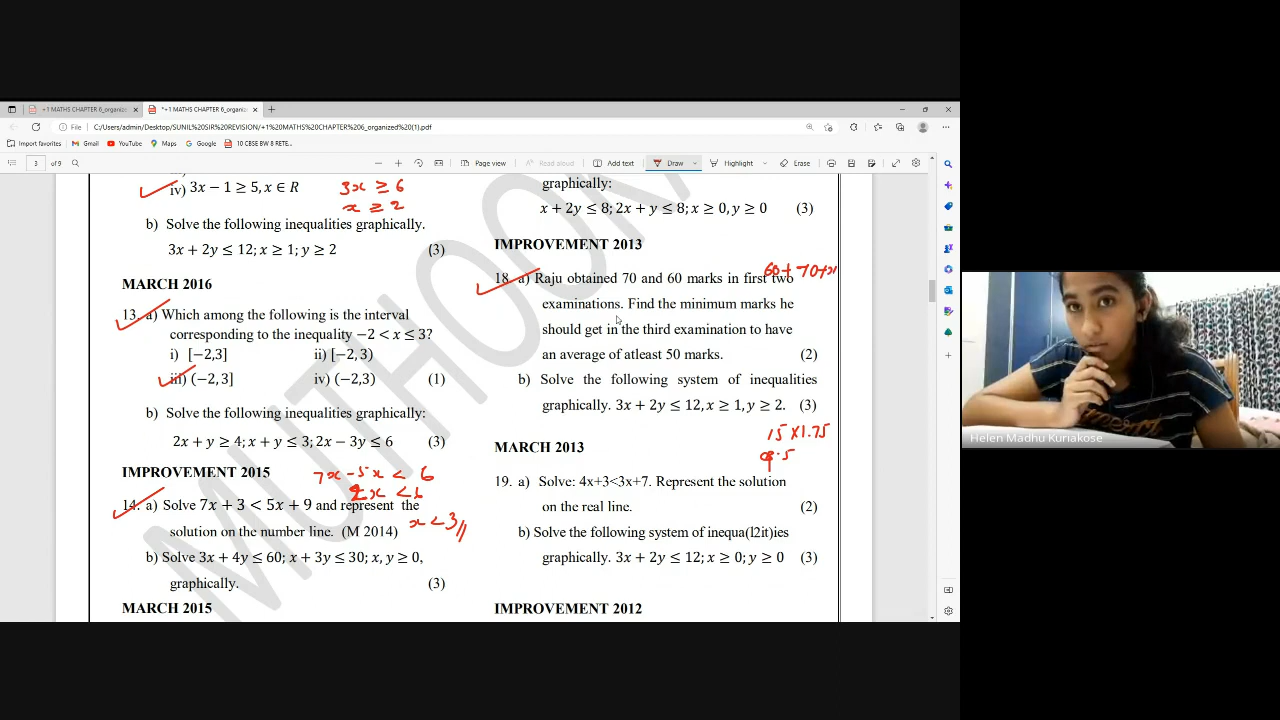 +1 MATHS CHAPTER 6_organize
*+1 MATHS CHAPTER 6_organiz
File
C:/Users/admin/Desktop/SUNIL%20SIR%20REVISION/+1%20MATHS%20CHAPTER%206_organized%20(1).pdf
Import favorites
Gmail
YouTube
Maps
Google
10 CBSE BW 8 RETE...
3 of 9
Page view
Read aloud
Add text
Draw
Highlight
Erase
MUTHOO
iv) 3x − 1 ≥ 5, x ∈ R
3x ≥ 6
x ≥ 2
b) Solve the following inequalities graphically.
3x + 2y ≤ 12; x ≥ 1; y ≥ 2 (3)
MARCH 2016
13. a) Which among the following is the interval
corresponding to the inequality −2 < x ≤ 3?
i) [−2,3] ii) [−2, 3)
iii) (−2, 3] iv) (−2,3) (1)
b) Solve the following inequalities graphically:
2x + y ≥ 4; x + y ≤ 3; 2x − 3y ≤ 6 (3)
IMPROVEMENT 2015
7x − 5x < 6
2x < 6
14. a) Solve 7x + 3 < 5x + 9 and represent the
x < 3 //
solution on the number line. (M 2014)
b) Solve 3x + 4y ≤ 60; x + 3y ≤ 30; x, y ≥ 0,
graphically. (3)
MARCH 2015
graphically:
x + 2y ≤ 8; 2x + y ≤ 8; x ≥ 0, y ≥ 0 (3)
IMPROVEMENT 2013
60 + 70 + x
18. a) Raju obtained 70 and 60 marks in first two
examinations. Find the minimum marks he
should get in the third examination to have
an average of atleast 50 marks. (2)
b) Solve the following system of inequalities
graphically. 3x + 2y ≤ 12, x ≥ 1, y ≥ 2. (3)
15 × 1.75
MARCH 2013
19. a) Solve: 4x+3<3x+7. Represent the solution
on the real line. (2)
b) Solve the following system of inequa(l2it)ies
graphically. 3x + 2y ≤ 12; x ≥ 0; y ≥ 0 (3)
IMPROVEMENT 2012
Helen Madhu Kuriakose